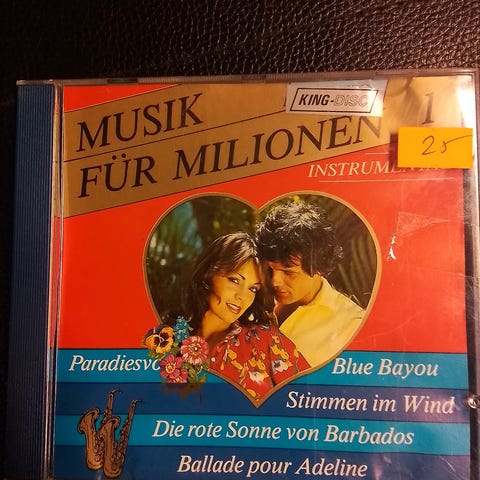 KING-DISC
MUSIK
FÜR MILIONEN 1
25
Blue Bayou
Stimmen im Wind
Die rote Sonne von Barbados
Ballade pour Adeline